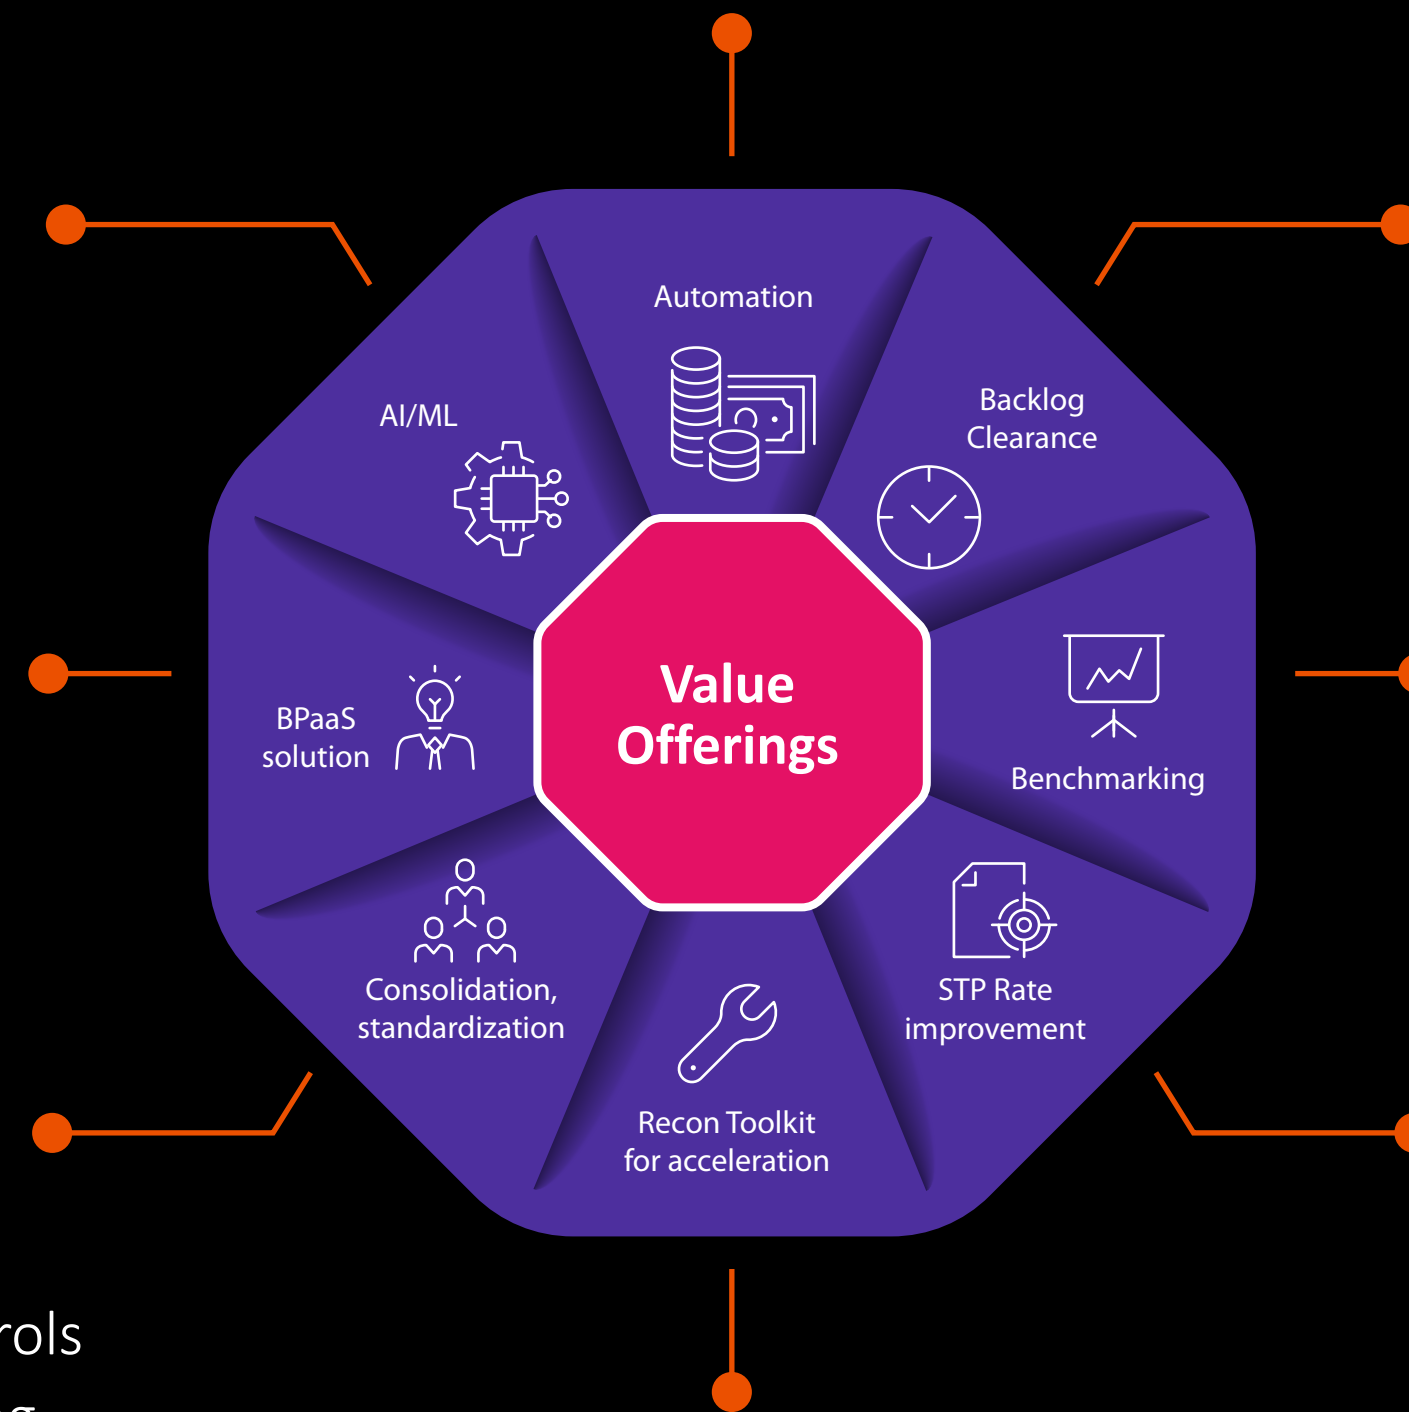 Automation
AI/ML
Backlog
Clearance
Value
Offerings
BPaaS
solution
Benchmarking
Consolidation,
standardization
STP Rate
improvement
Recon Toolkit
for acceleration